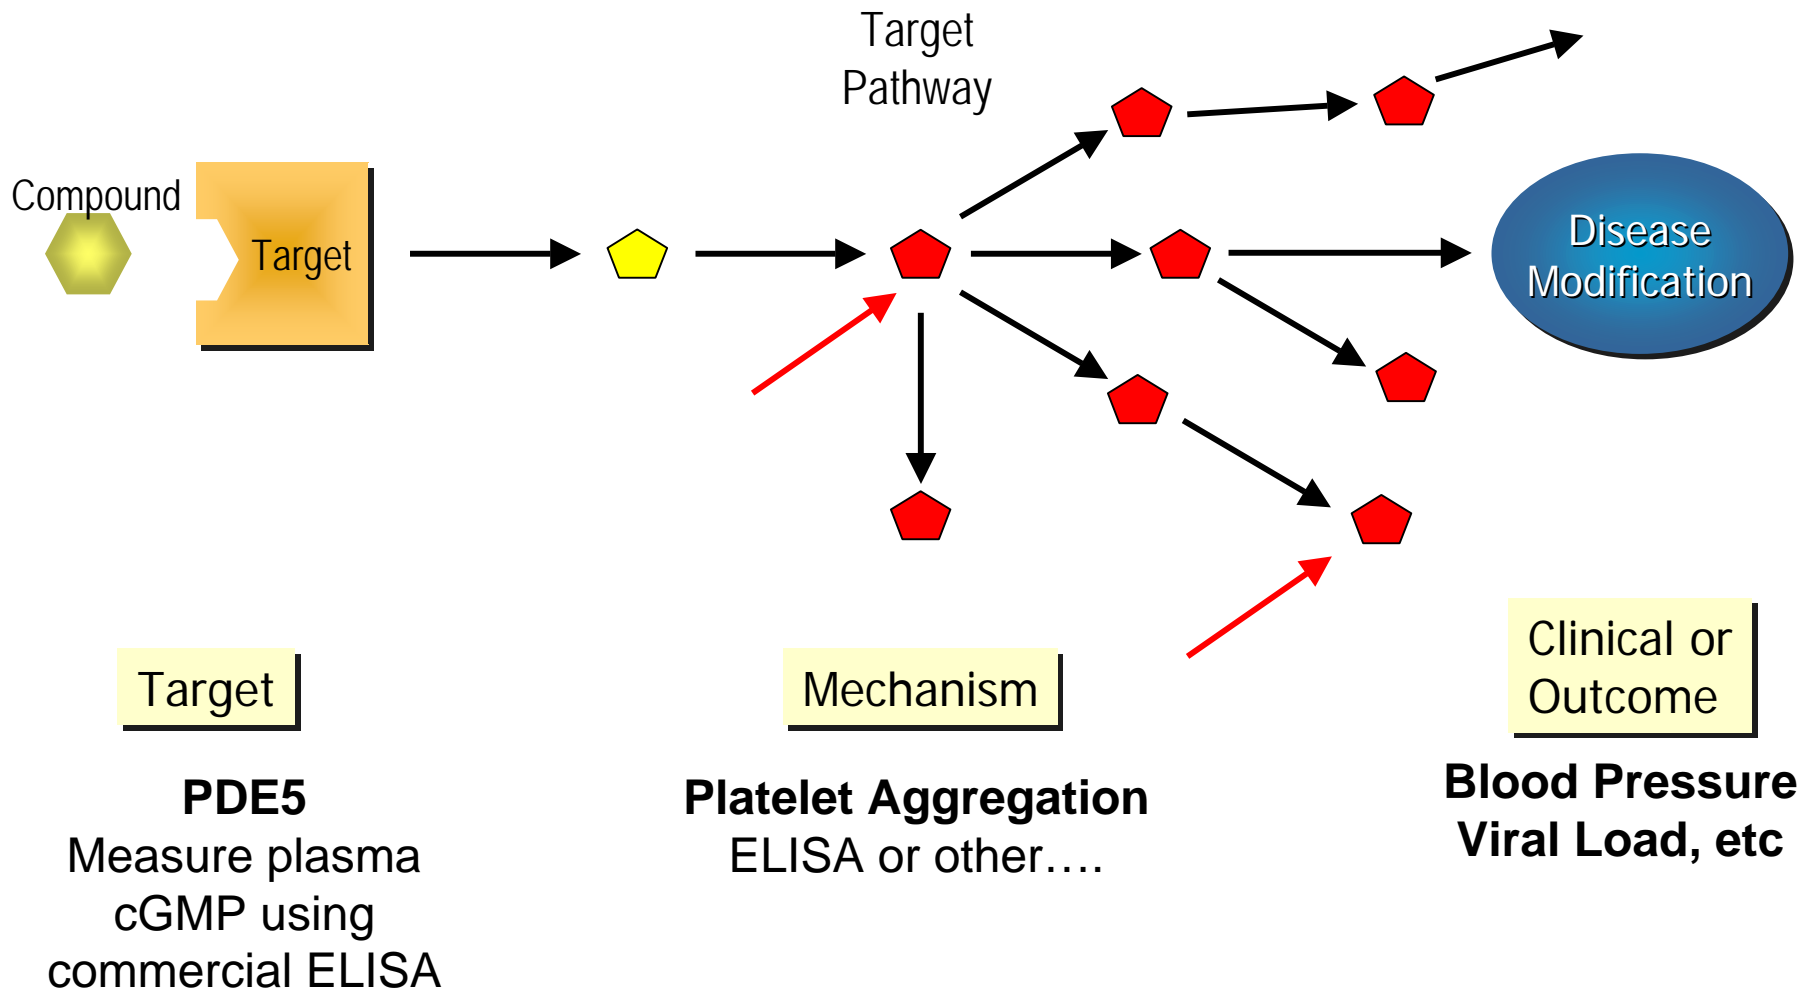 Target
Pathway
Compound
Target
Disease
Modification
Target
Mechanism
Clinical or
Outcome
PDE5
Measure plasma
cGMP using
commercial ELISA
Platelet Aggregation
ELISA or other....
Blood Pressure
Viral Load, etc